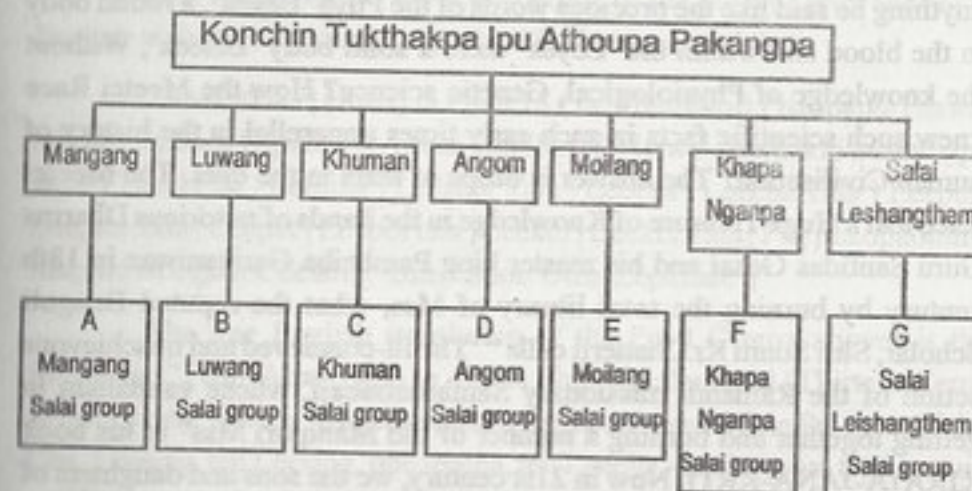 Konchin Tukthakpa Ipu Athoupa Pakangpa
Mangang
Luwang
Khuman
Angom
Moilang
Khapa
Nganpa
Salai
Leshangthem
A
Mangang
Salai group
B
Luwang
Salai group
C
Khuman
Salai group
D
Angom
Salai group
E
Moilang
Salai group
F
Khapa
Nganpa
Salai group
G
Salai
Leishangthem
Salai group